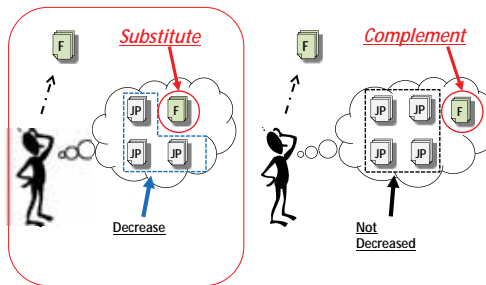 Substitute
F
JP
F
JP
JP
Decrease
Complement
F
JP
JP
F
JP
JP
Not
Decreased